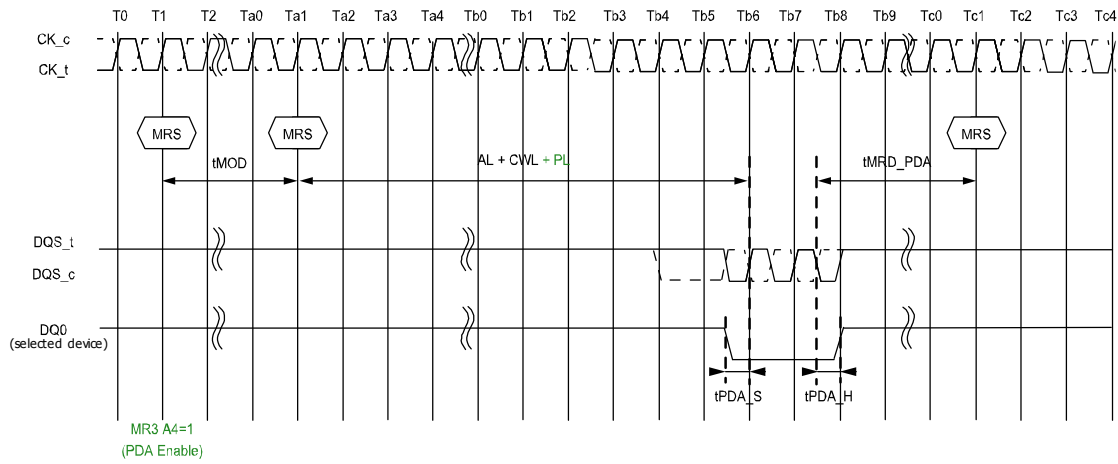 T0 T1 T2 Ta0 Ta1 Ta2 Ta3 Ta4 Tb0 Tb1 Tb2 Tb3 Tb4 Tb5 Tb6 Tb7 Tb8 Tb9 Tc0 Tc1 Tc2 Tc3 Tc4
CK_c
CK_t
MRS MRS MRS
tMOD AL + CWL + PL tMRD_PDA
DQS_t
DQS_c
DQ0
(selected device)
tPDA_S tPDA_H
MR3 A4=1
(PDA Enable)